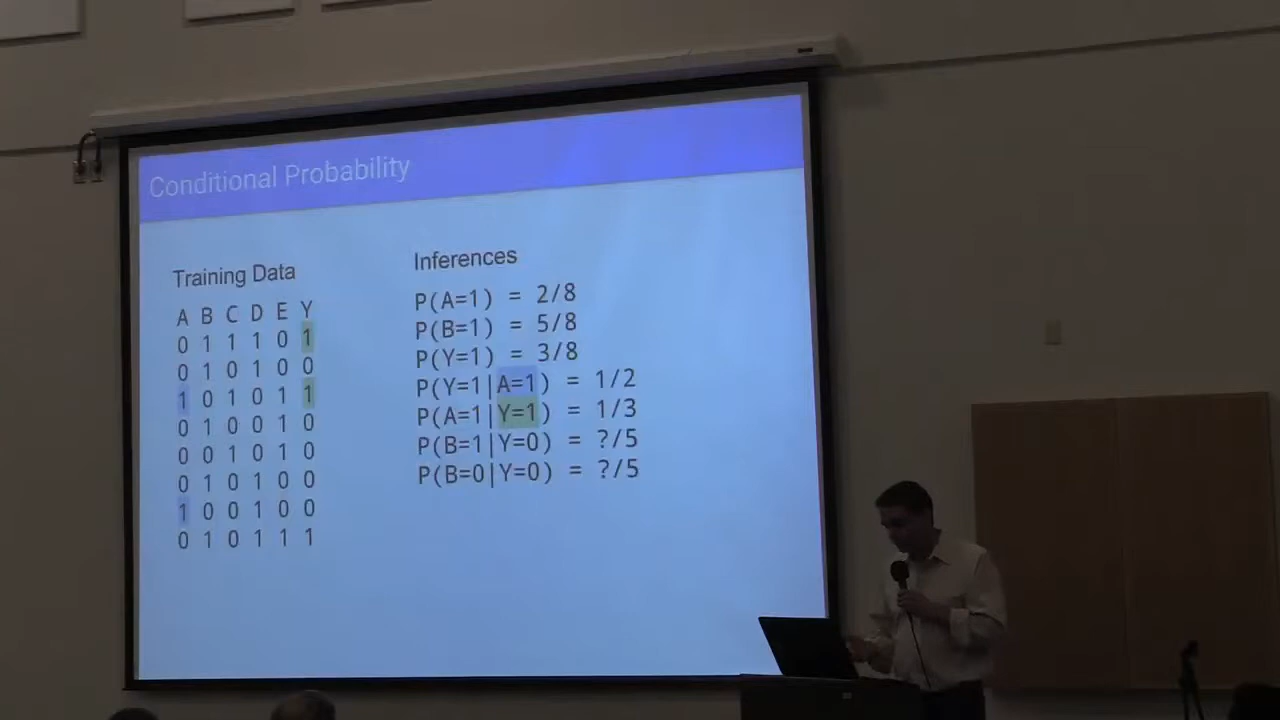 Conditional Probability
Training Data
A B C D E Y
0 1 1 1 0 1
0 1 0 1 0 0
1 0 1 0 1 1
0 1 0 0 1 0
0 0 1 0 1 0
0 1 0 1 0 0
1 0 0 1 0 0
0 1 0 1 1 1
Inferences
P(A=1) = 2/8
P(B=1) = 5/8
P(Y=1) = 3/8
P(Y=1|A=1) = 1/2
P(A=1|Y=1) = 1/3
P(B=1|Y=0) = ?/5
P(B=0|Y=0) = ?/5